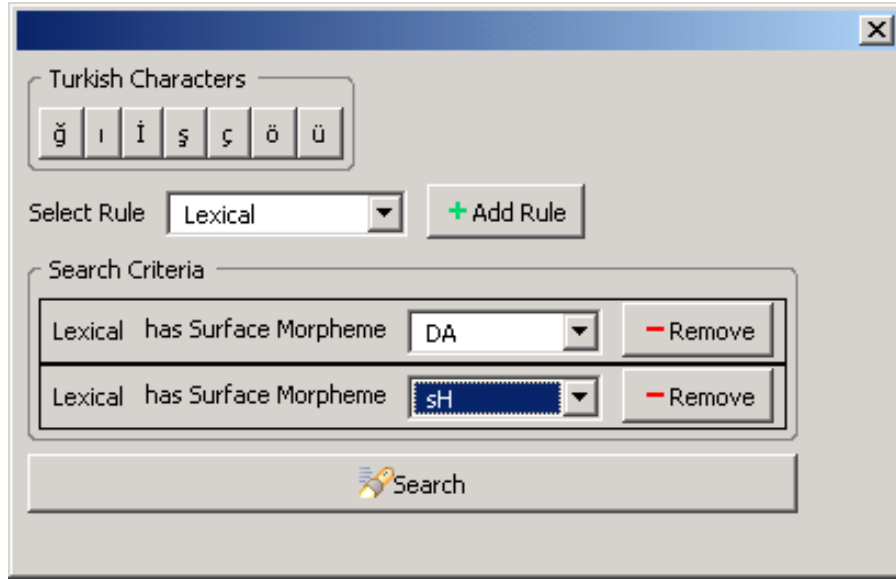 Turkish Characters
ğ ı İ ş ç ö ü
Select Rule Lexical Add Rule
Search Criteria
Lexical has Surface Morpheme DA Remove
Lexical has Surface Morpheme sH Remove
Search